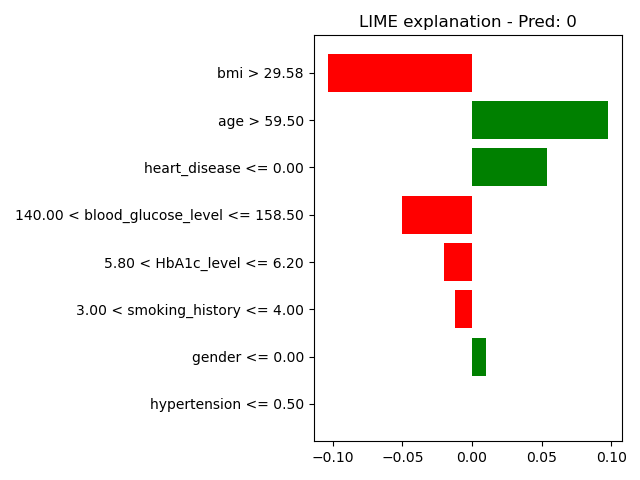 LIME explanation - Pred: 0
bmi > 29.58
age > 59.50
heart_disease <= 0.00
140.00 < blood_glucose_level <= 158.50
5.80 < HbA1c_level <= 6.20
3.00 < smoking_history <= 4.00
gender <= 0.00
hypertension <= 0.50
−0.10 −0.05 0.00 0.05 0.10